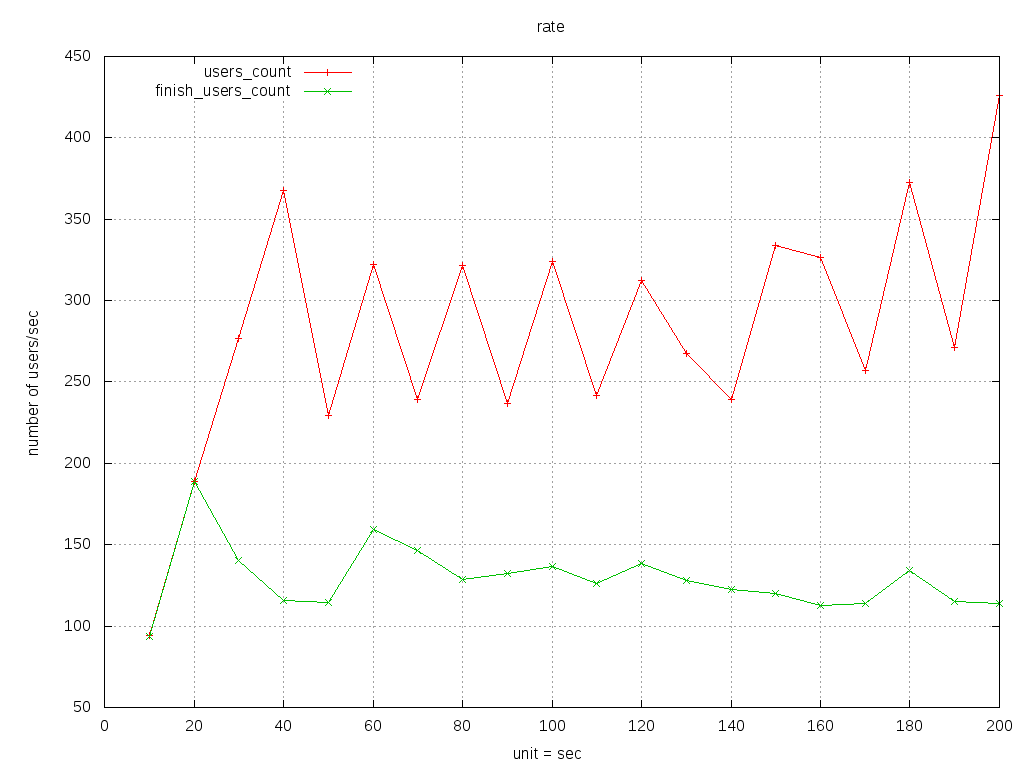 rate
450
400
350
300
250
200
150
100
50
users_count
finish_users_count
number of users/sec
0 20 40 60 80 100 120 140 160 180 200
unit = sec